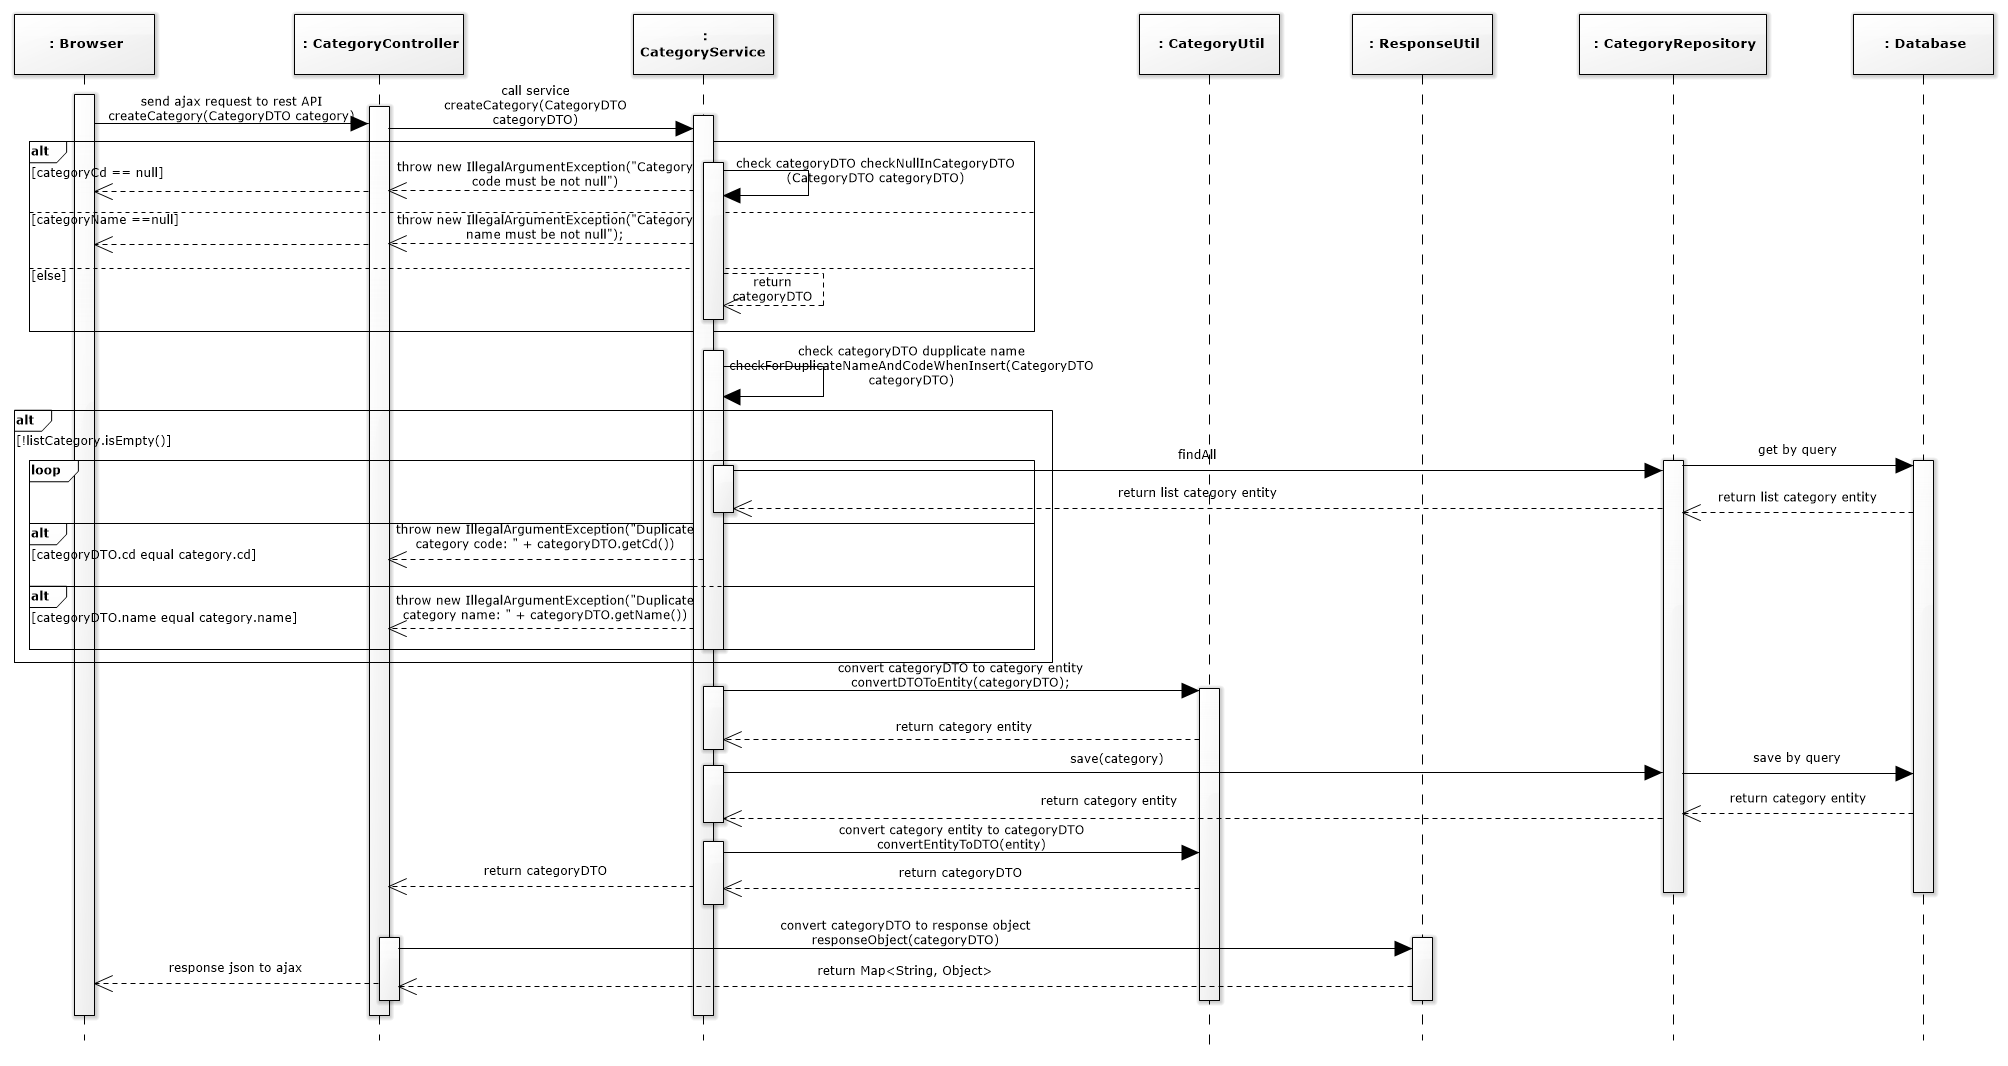 : Browser
: CategoryController
:
CategoryService
: CategoryUtil
: ResponseUtil
: CategoryRepository
: Database
send ajax request to rest API
createCategory(CategoryDTO category)
call service
createCategory(CategoryDTO
categoryDTO)
alt
[categoryCd == null]
throw new IllegalArgumentException("Category
code must be not null")
check categoryDTO checkNullInCategoryDTO
(CategoryDTO categoryDTO)
[categoryName ==null]
throw new IllegalArgumentException("Category
name must be not null");
[else]
return
categoryDTO
check categoryDTO dupplicate name
checkForDuplicateNameAndCodeWhenInsert(CategoryDTO
categoryDTO)
alt
[!listCategory.isEmpty()]
loop
findAll
get by query
return list category entity
return list category entity
alt
[categoryDTO.cd equal category.cd]
throw new IllegalArgumentException("Duplicate
category code: " + categoryDTO.getCd())
alt
[categoryDTO.name equal category.name]
throw new IllegalArgumentException("Duplicate
category name: " + categoryDTO.getName())
convert categoryDTO to category entity
convertDTOToEntity(categoryDTO);
return category entity
save(category)
save by query
return category entity
return category entity
convert category entity to categoryDTO
convertEntityToDTO(entity)
return categoryDTO
return categoryDTO
convert categoryDTO to response object
responseObject(categoryDTO)
response json to ajax
return Map<String, Object>